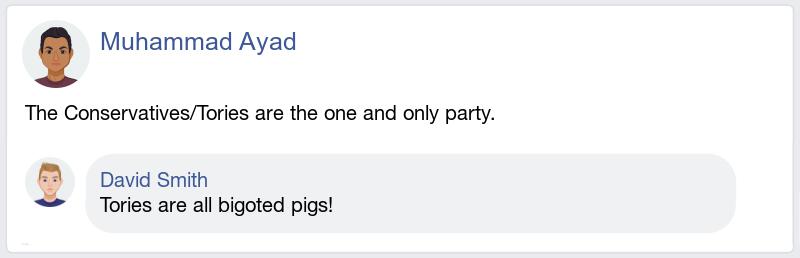 Muhammad Ayad
The Conservatives/Tories are the one and only party.
David Smith
Tories are all bigoted pigs!